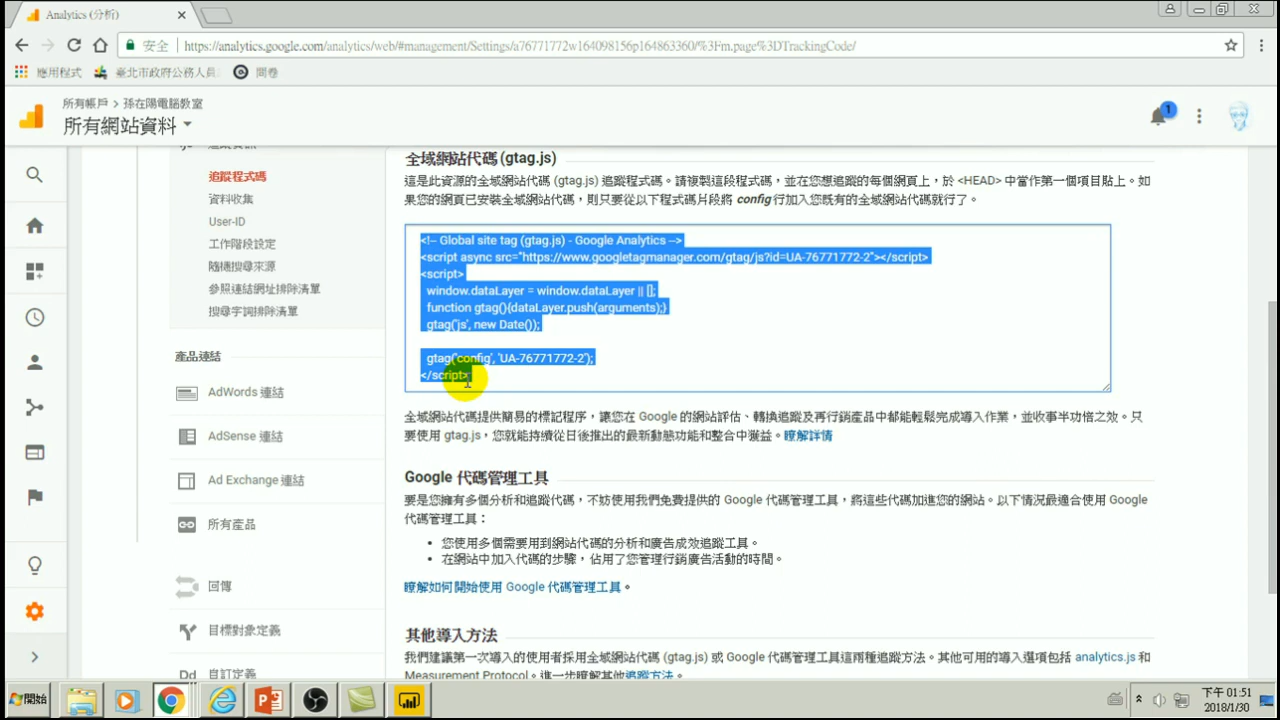 Analytics (分析)
安全 https://analytics.google.com/analytics/web/#management/Settings/a76771772w164098156p164863360/%3Fm.page%3DTrackingCode/
應用程式 臺北市政府公務人員 問卷
所有帳戶 > 孫在陽電腦教室
所有網站資料
1
追蹤資訊
追蹤程式碼
資料收集
User-ID
工作階段設定
隨機搜尋來源
參照連結網址排除清單
搜尋字詞排除清單
產品連結
AdWords 連結
AdSense 連結
Ad Exchange 連結
所有產品
回傳
目標對象定義
Dd 自訂定義
全域網站代碼 (gtag.js)
這是此資源的全域網站代碼 (gtag.js) 追蹤程式碼。請複製這段程式碼，並在您想追蹤的每個網頁上，於 <HEAD> 中當作第一個項目貼上。如
果您的網頁已安裝全域網站代碼，則只要從以下程式碼片段將 config行加入您既有的全域網站代碼就行了。
<!-- Global site tag (gtag.js) - Google Analytics -->
<script async src="https://www.googletagmanager.com/gtag/js?id=UA-76771772-2"></script>
<script>
window.dataLayer = window.dataLayer || [];
function gtag(){dataLayer.push(arguments);}
gtag('js', new Date());
gtag('config', 'UA-76771772-2');
</script>
全域網站代碼提供簡易的標記程序，讓您在 Google 的網站評估、轉換追蹤及再行銷產品中都能輕鬆完成導入作業，並收事半功倍之效。只
要使用 gtag.js，您就能持續從日後推出的最新動態功能和整合中獲益。瞭解詳情
Google 代碼管理工具
要是您擁有多個分析和追蹤代碼，不妨使用我們免費提供的 Google 代碼管理工具，將這些代碼加進您的網站。以下情況最適合使用 Google
代碼管理工具：
• 您使用多個需要用到網站代碼的分析和廣告成效追蹤工具。
• 在網站中加入代碼的步驟，佔用了您管理行銷廣告活動的時間。
瞭解如何開始使用 Google 代碼管理工具。
其他導入方法
我們建議第一次導入的使用者採用全域網站代碼 (gtag.js) 或 Google 代碼管理工具這兩種追蹤方法。其他可用的導入選項包括 analytics.js 和
Measurement Protocol。進一步瞭解其他追蹤方法。
開始
下午 01:51
2018/1/30